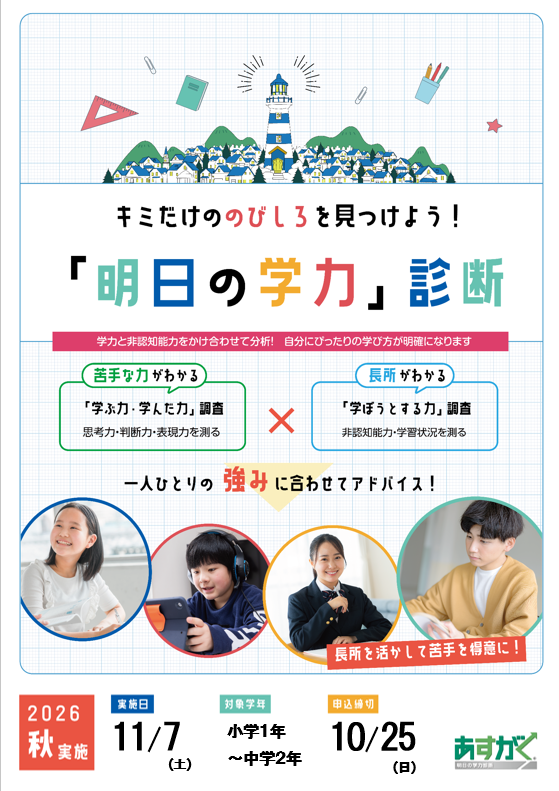 キミだけののびしろを見つけよう！
「明日の学力」診断
学力と非認知能力をかけ合わせて分析!　自分にぴったりの学び方が明確になります
苦手な力がわかる
「学ぶ力・学んだ力」調査
思考力・判断力・表現力を測る
×
長所がわかる
「学ぼうとする力」調査
非認知能力・学習状況を測る
一人ひとりの 強み に合わせてアドバイス！
長所を活かして苦手を得意に！
2026
秋実施
実施日
11/7
(土)
対象学年
小学1年
～中学2年
申込締切
10/25
(日)
あすがく
明日の学力診断